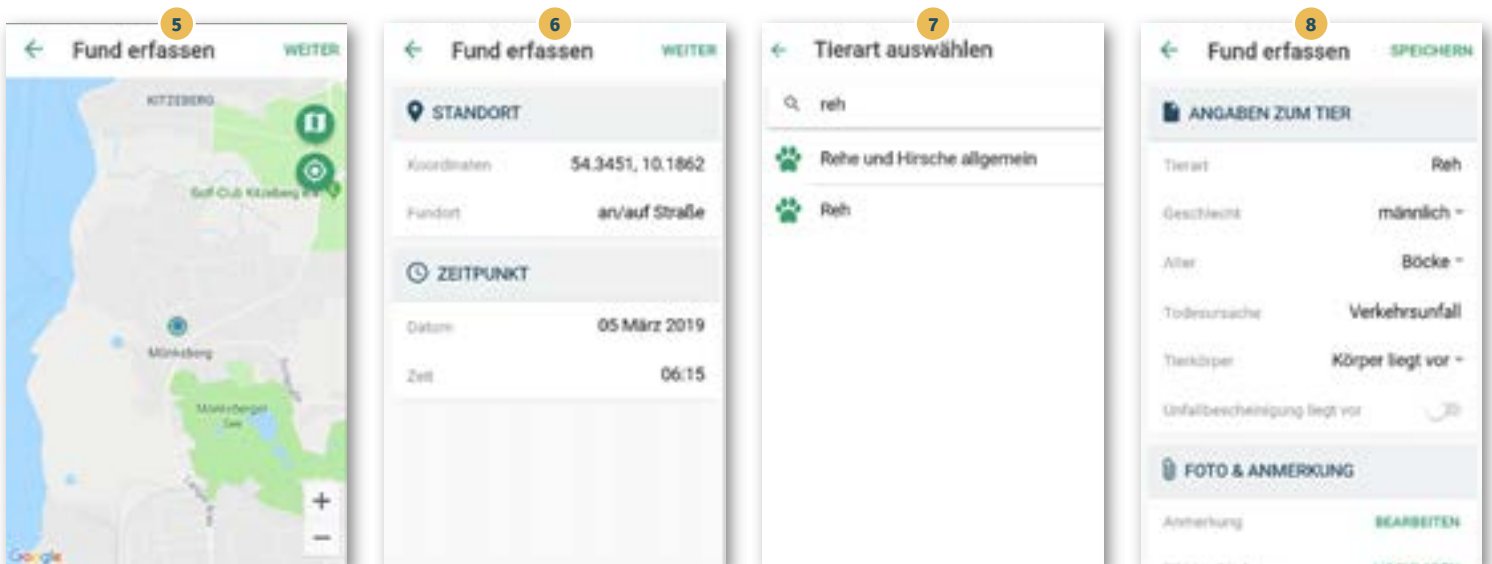 5
Fund erfassen
WEITER
KITZEBERG
Golf-Club Kitzeberg e.V.
Mönkeberg
Mönkeberger
See
+
−
Google
6
Fund erfassen
WEITER
STANDORT
Koordinaten 54.3451, 10.1862
Fundort an/auf Straße
ZEITPUNKT
Datum 05 März 2019
Zeit 06:15
7
Tierart auswählen
reh
Rehe und Hirsche allgemein
Reh
8
Fund erfassen
SPEICHERN
ANGABEN ZUM TIER
Tierart Reh
Geschlecht männlich
Alter Böcke
Todesursache Verkehrsunfall
Tierkörper Körper liegt vor
Unfallbescheinigung liegt vor
FOTO & ANMERKUNG
Anmerkung BEARBEITEN